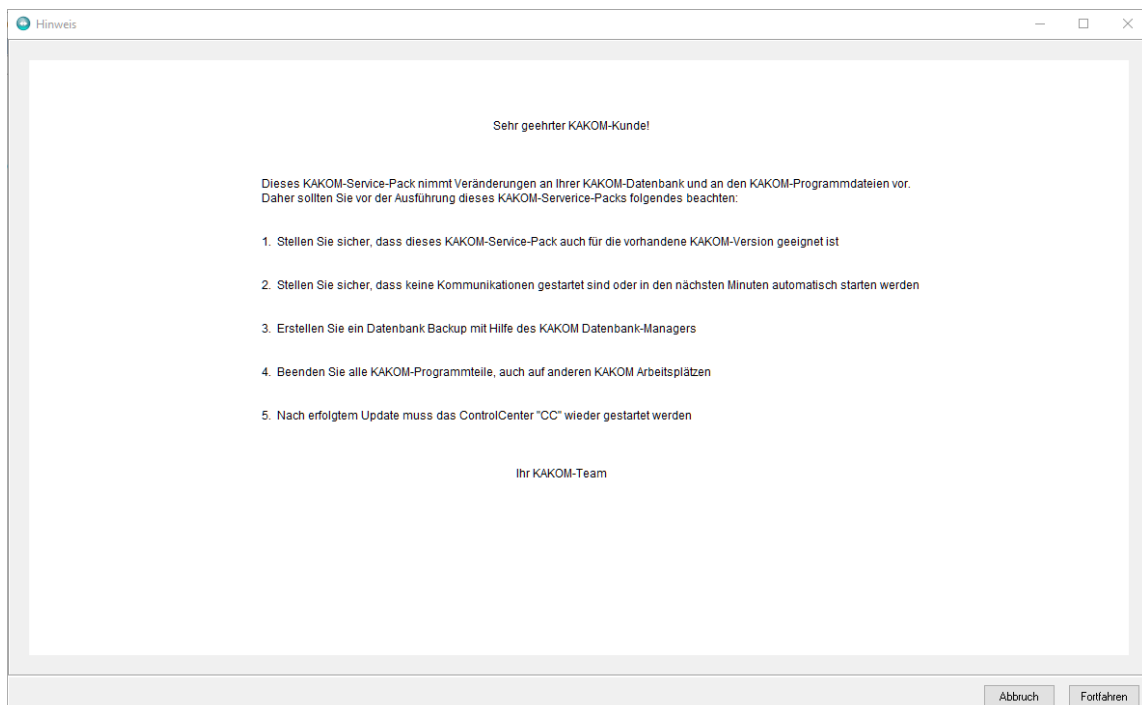 Hinweis
Sehr geehrter KAKOM-Kunde!
Dieses KAKOM-Service-Pack nimmt Veränderungen an Ihrer KAKOM-Datenbank und an den KAKOM-Programmdateien vor.
Daher sollten Sie vor der Ausführung dieses KAKOM-Serverice-Packs folgendes beachten:
1. Stellen Sie sicher, dass dieses KAKOM-Service-Pack auch für die vorhandene KAKOM-Version geeignet ist
2. Stellen Sie sicher, dass keine Kommunikationen gestartet sind oder in den nächsten Minuten automatisch starten werden
3. Erstellen Sie ein Datenbank Backup mit Hilfe des KAKOM Datenbank-Managers
4. Beenden Sie alle KAKOM-Programmteile, auch auf anderen KAKOM Arbeitsplätzen
5. Nach erfolgtem Update muss das ControlCenter "CC" wieder gestartet werden
Ihr KAKOM-Team
Abbruch Fortfahren